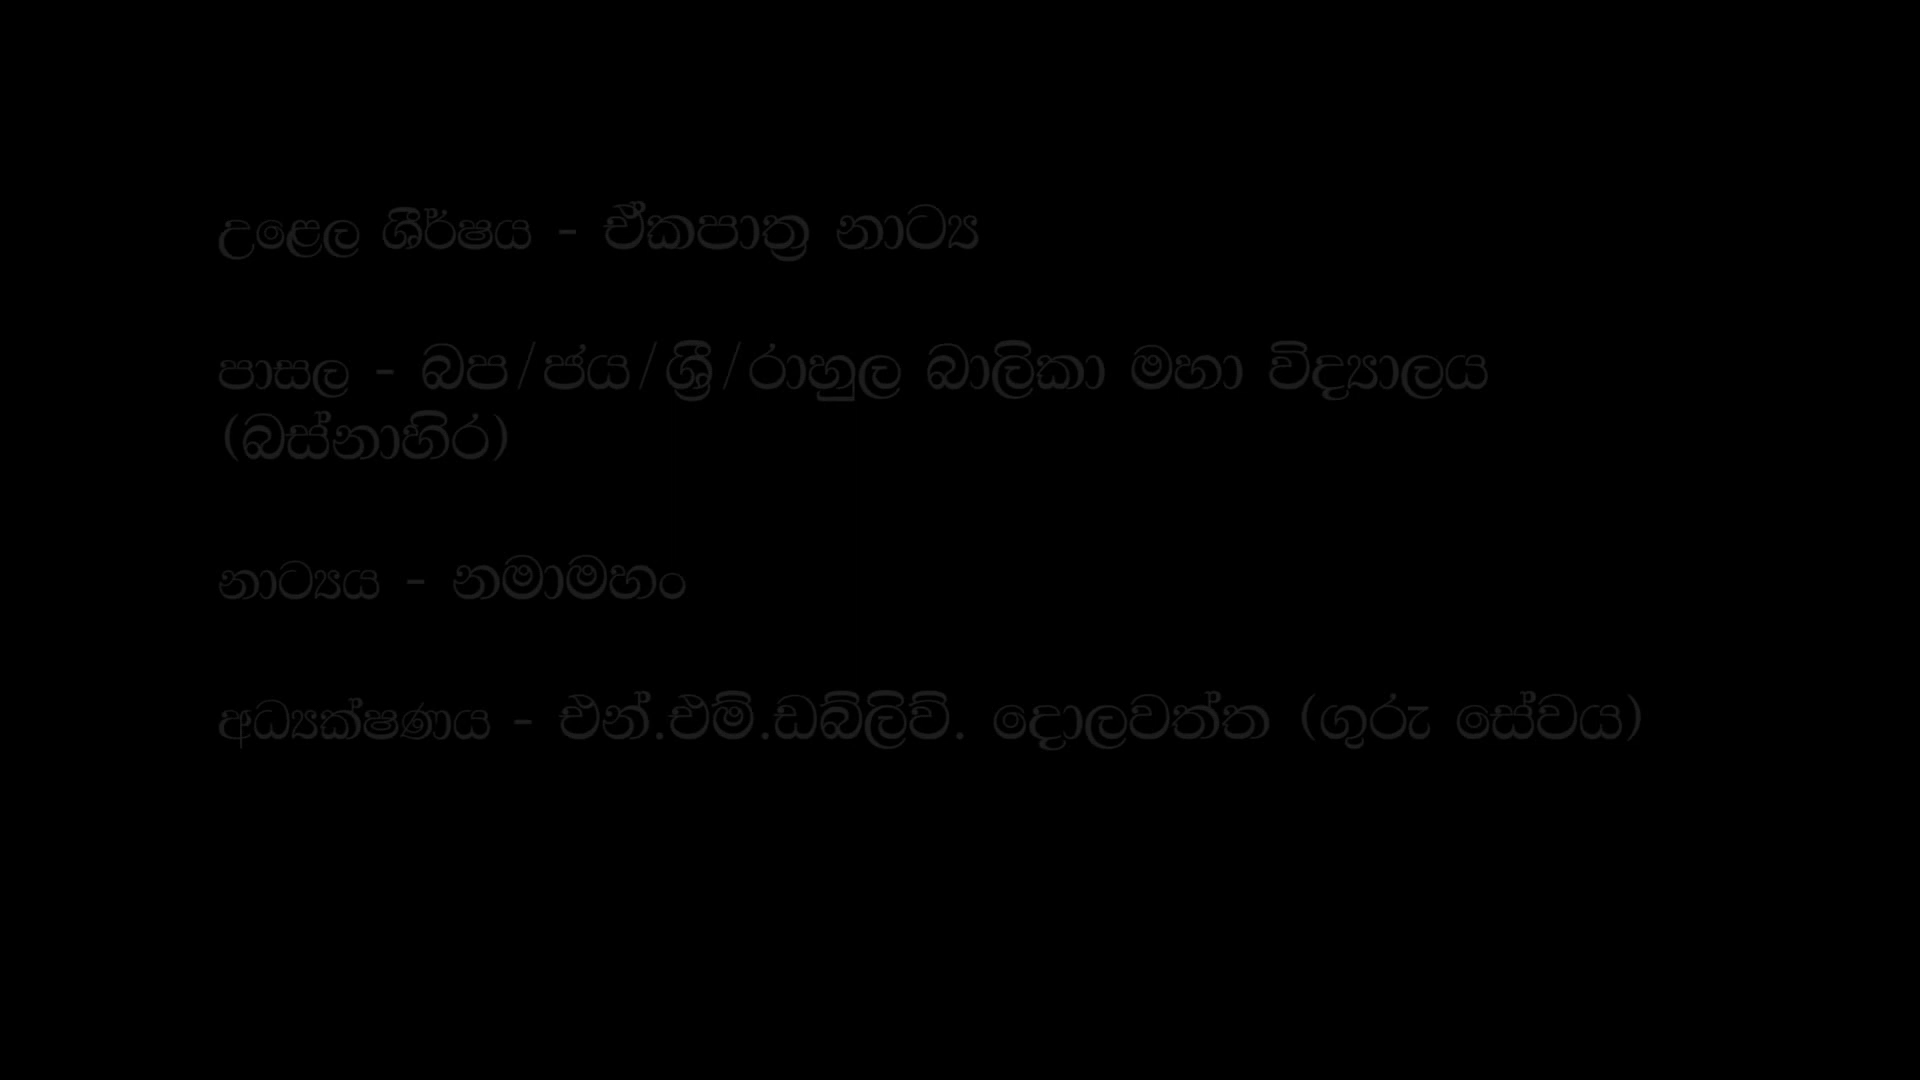 උළෙල ශීර්ෂය - ඒකපාත්‍ර නාට්‍ය
පාසල - බප/ජය/ශ්‍රී/රාහුල බාලිකා මහා විද්‍යාලය
(බස්නාහිර)
නාට්‍යය - නමාමහං
අධ්‍යක්ෂණය - එන්.එම්.ඩබ්ලිව්. දොලවත්ත (ගුරු සේවය)